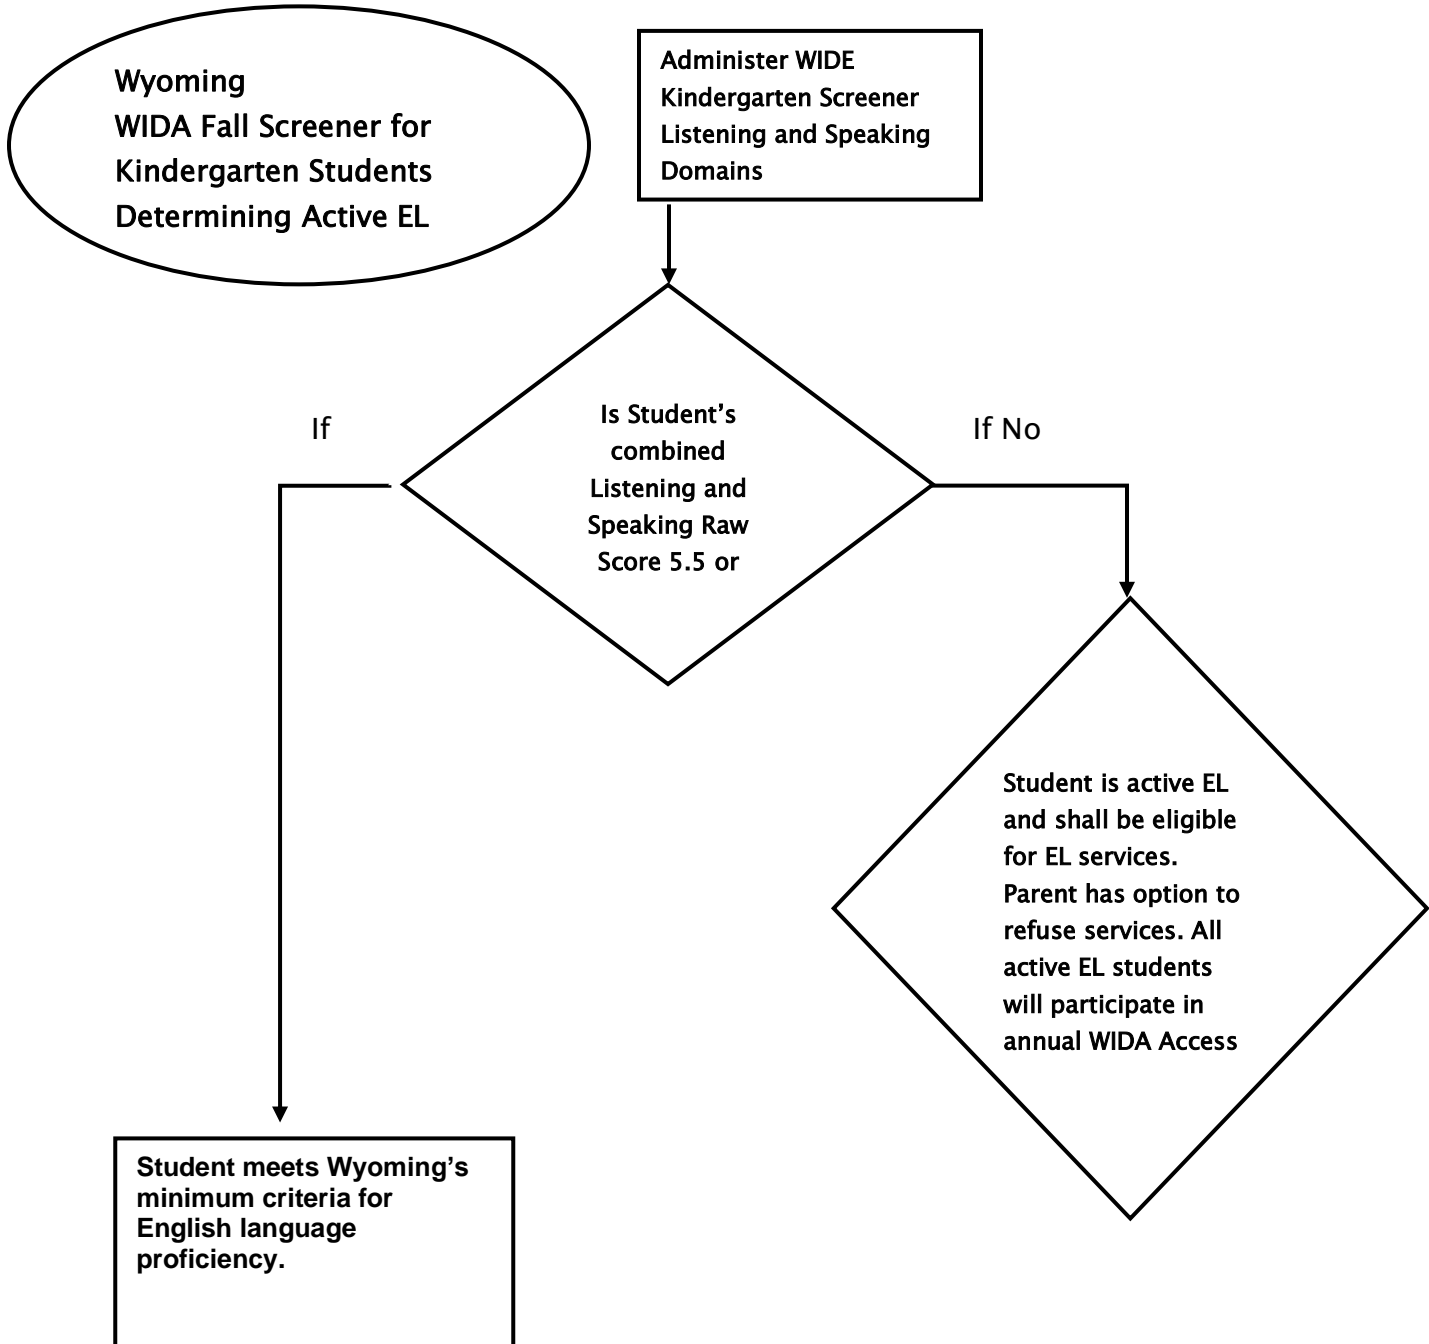 Wyoming
WIDA Fall Screener for
Kindergarten Students
Determining Active EL
Administer WIDE
Kindergarten Screener
Listening and Speaking
Domains
If
Is Student’s
combined
Listening and
Speaking Raw
Score 5.5 or
If No
Student is active EL
and shall be eligible
for EL services.
Parent has option to
refuse services. All
active EL students
will participate in
annual WIDA Access
Student meets Wyoming’s
minimum criteria for
English language
proficiency.